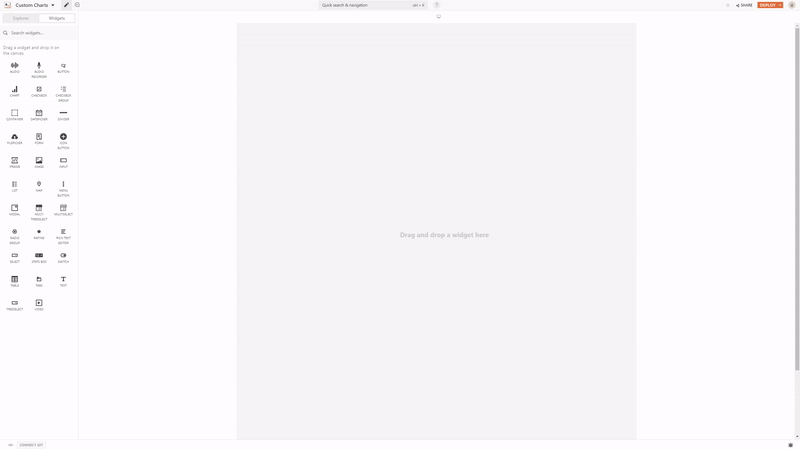 Custom Charts
Quick search & navigation
ctrl + K
?
SHARE
DEPLOY
Explorer
Widgets
Search widgets...
Drag a widget and drop it on
the canvas
AUDIO
AUDIO
RECORDER
BUTTON
CHART
CHECKBOX
CHECKBOX
GROUP
CONTAINER
DATEPICKER
DIVIDER
FILEPICKER
FORM
ICON
BUTTON
IFRAME
IMAGE
INPUT
LIST
MAP
MENU
BUTTON
MODAL
MULTI
TREESELECT
MULTISELECT
RADIO
GROUP
RATING
RICH TEXT
EDITOR
SELECT
STATS BOX
SWITCH
TABLE
TABS
TEXT
TREESELECT
VIDEO
Drag and drop a widget here
CONNECT GIT